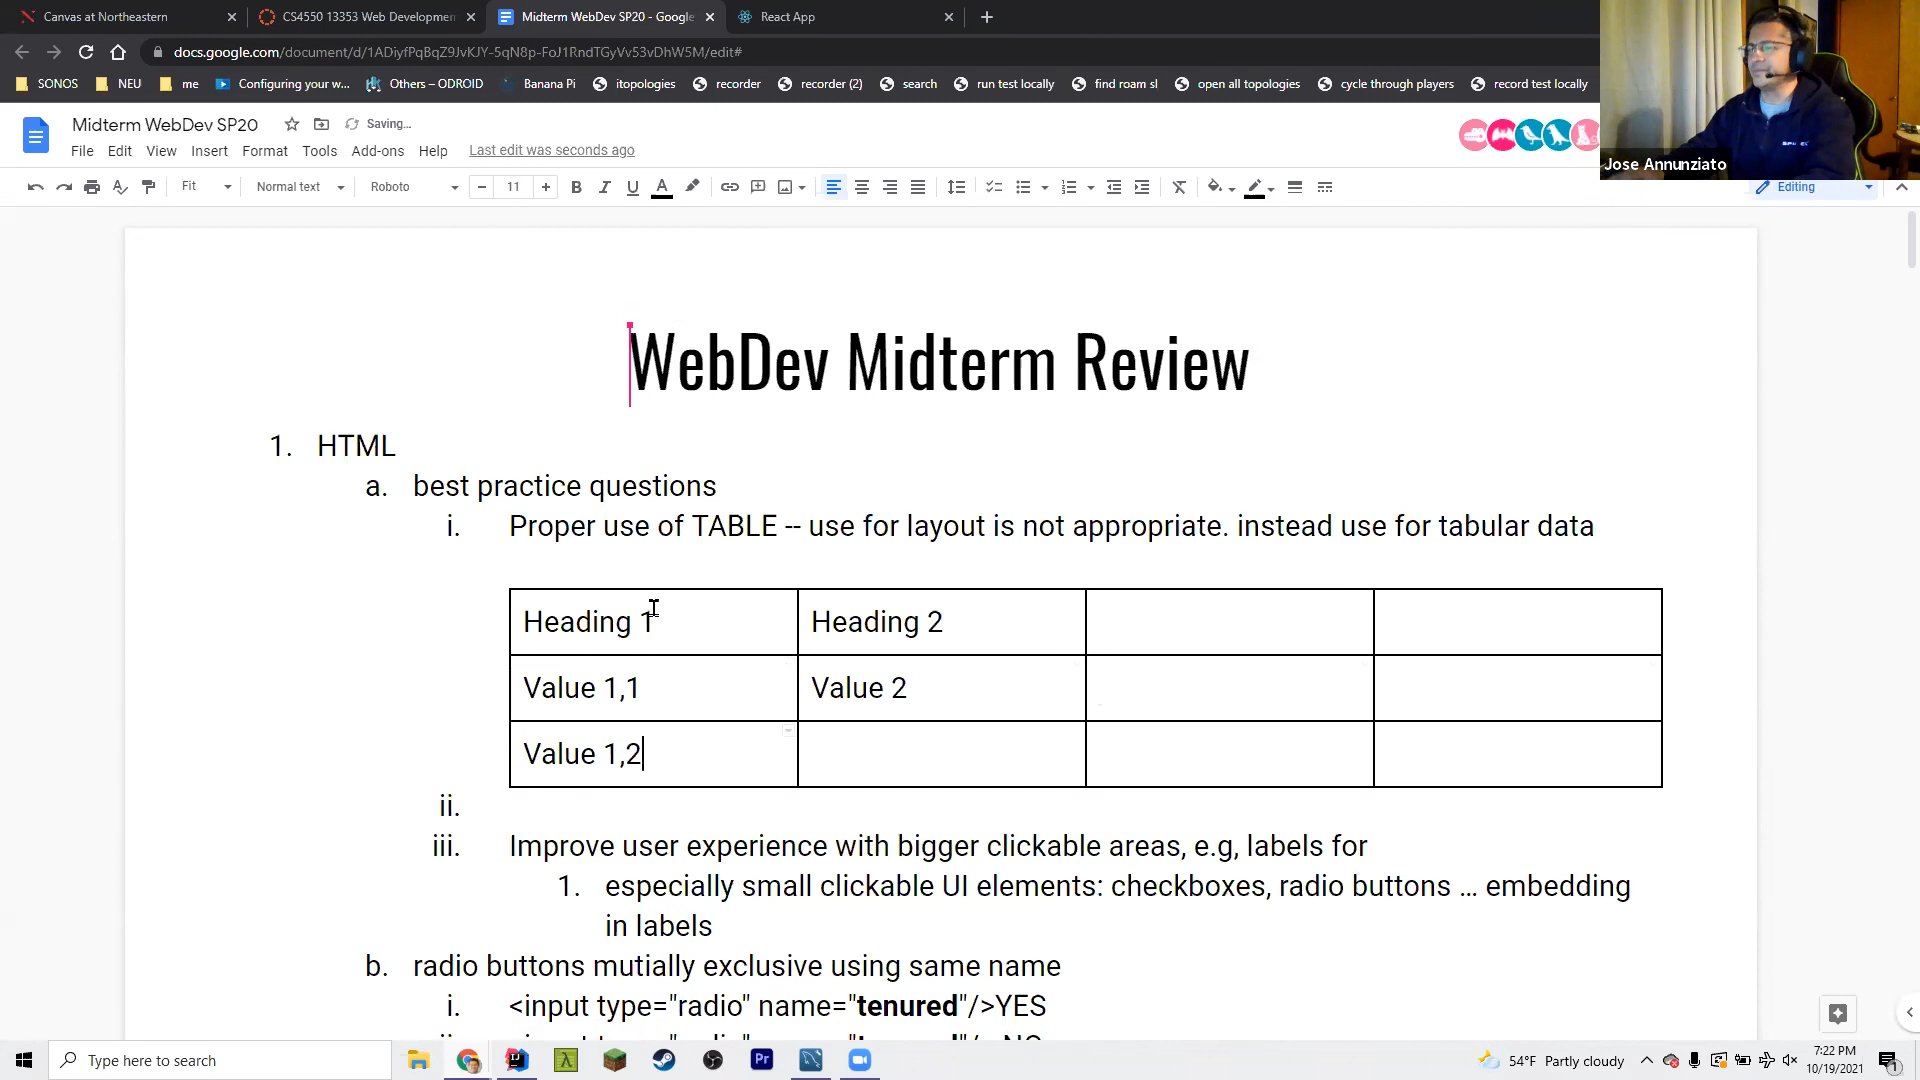 Canvas at Northeastern
CS4550 13353 Web Developmen
Midterm WebDev SP20 - Google
React App
docs.google.com/document/d/1ADiyfPqBqZ9JvKJY-5qN8p-FoJ1RndTGyVv53vDhW5M/edit#
SONOS
NEU
me
Configuring your w...
Others – ODROID
Banana Pi
itopologies
recorder
recorder (2)
search
run test locally
find roam sl
open all topologies
cycle through players
record test locally
Midterm WebDev SP20
Saving...
File Edit View Insert Format Tools Add-ons Help
Last edit was seconds ago
Fit
Normal text
Roboto
11
Editing
Jose Annunziato
WebDev Midterm Review
1. HTML
a. best practice questions
i. Proper use of TABLE -- use for layout is not appropriate. instead use for tabular data
Heading 1 Heading 2
Value 1,1 Value 2
Value 1,2
ii.
iii. Improve user experience with bigger clickable areas, e.g, labels for
1. especially small clickable UI elements: checkboxes, radio buttons … embedding
in labels
b. radio buttons mutially exclusive using same name
i. <input type="radio" name="tenured"/>YES
Type here to search
54°F Partly cloudy
7:22 PM
10/19/2021